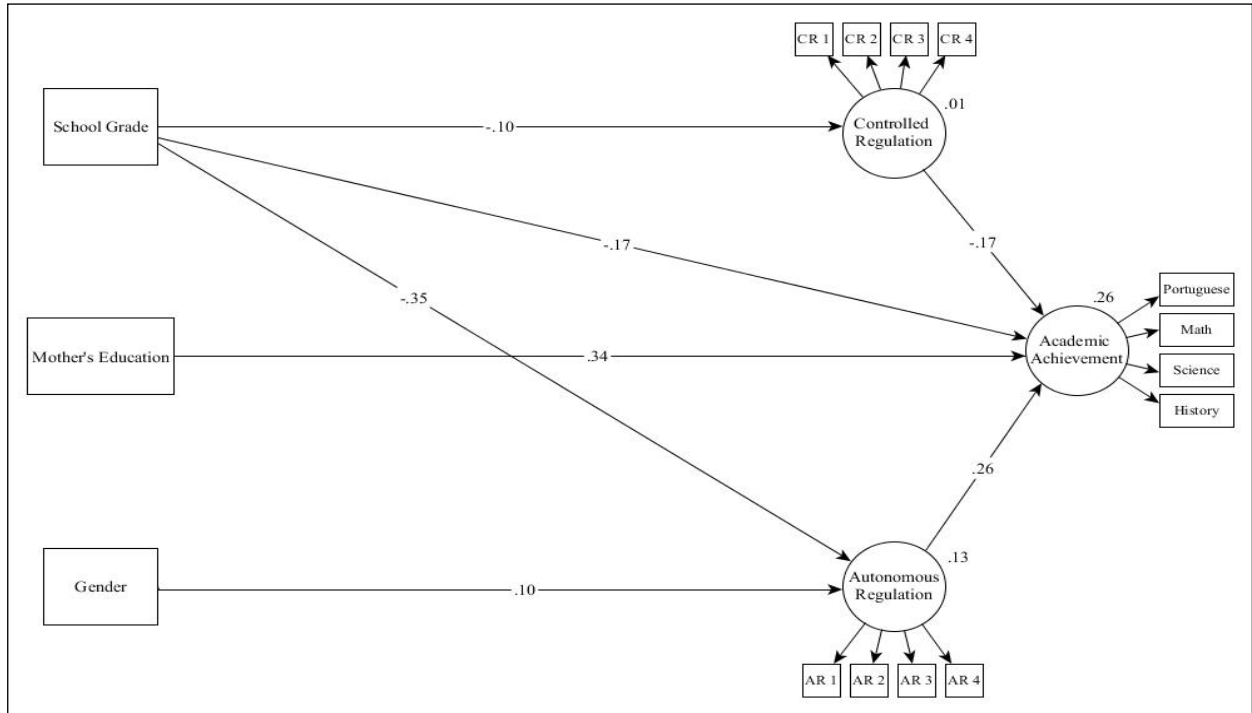 CR 1
CR 2
CR 3
CR 4
.01
School Grade
-.10
Controlled
Regulation
-.17
-.17
-.35
.26
Portuguese
Math
Science
History
Academic
Achievement
Mother's Education
.34
.26
Gender
.10
.13
Autonomous
Regulation
AR 1
AR 2
AR 3
AR 4